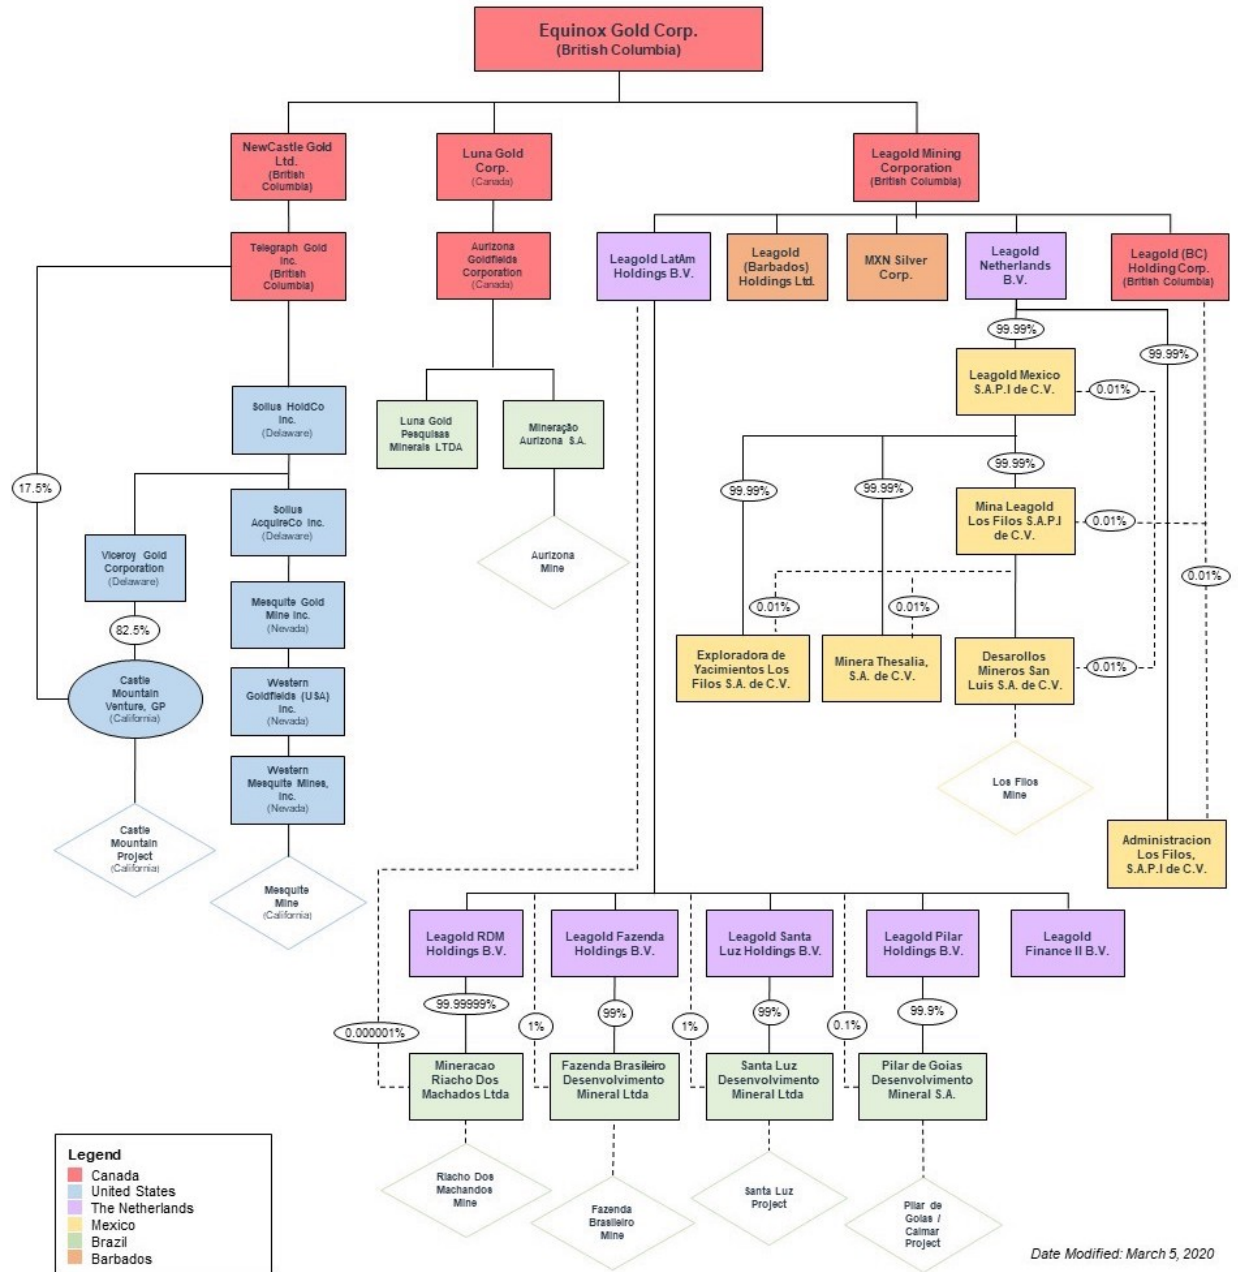 Equinox Gold Corp.
(British Columbia)
NewCastle Gold
Ltd.
(British
Columbia)
Luna Gold
Corp.
(Canada)
Leagold Mining
Corporation
(British Columbia)
Telegraph Gold
Inc.
(British
Columbia)
Aurizona
Goldfields
Corporation
(Canada)
Leagold LatAm
Holdings B.V.
Leagold
(Barbados)
Holdings Ltd.
MXN Silver
Corp.
Leagold
Netherlands
B.V.
Leagold (BC)
Holding Corp.
(British Columbia)
99.99%
99.99%
Leagold Mexico
S.A.P.I de C.V.
0.01%
Solius HoldCo
Inc.
(Delaware)
Luna Gold
Pesquisas
Minerais LTDA
Mineração
Aurizona S.A.
17.5%
99.99%
99.99%
99.99%
Solius
AcquireCo Inc.
(Delaware)
Mina Leagold
Los Filos S.A.P.I
de C.V.
0.01%
Viceroy Gold
Corporation
(Delaware)
Aurizona
Mine
0.01%
Mesquite Gold
Mine Inc.
(Nevada)
0.01%
0.01%
82.5%
Exploradora de
Yacimientos Los
Filos S.A. de C.V.
Minera Thesalia,
S.A. de C.V.
Desarollos
Mineros San
Luis S.A. de C.V.
0.01%
Castle
Mountain
Venture, GP
(California)
Western
Goldfields (USA)
Inc.
(Nevada)
Western
Mesquite Mines,
Inc.
(Nevada)
Los Filos
Mine
Castle
Mountain
Project
(California)
Administracion
Los Filos,
S.A.P.I de C.V.
Mesquite
Mine
(California)
Leagold RDM
Holdings B.V.
Leagold Fazenda
Holdings B.V.
Leagold Santa
Luz Holdings B.V.
Leagold Pilar
Holdings B.V.
Leagold
Finance II B.V.
99.99999%
99%
99%
99.9%
0.000001%
1%
1%
0.1%
Mineracao
Riacho Dos
Machados Ltda
Fazenda Brasileiro
Desenvolvimento
Mineral Ltda
Santa Luz
Desenvolvimento
Mineral Ltda
Pilar de Goias
Desenvolvimento
Mineral S.A.
Riacho Dos
Machandos
Mine
Fazenda
Brasileiro
Mine
Santa Luz
Project
Pilar de
Goias /
Caimar
Project
Legend
Canada
United States
The Netherlands
Mexico
Brazil
Barbados
Date Modified: March 5, 2020